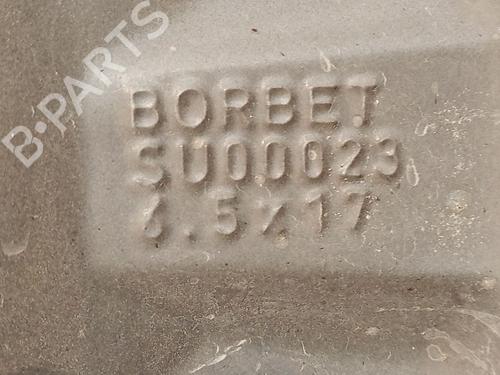 B-PARTS
BORBET
SU00023
6.5x17